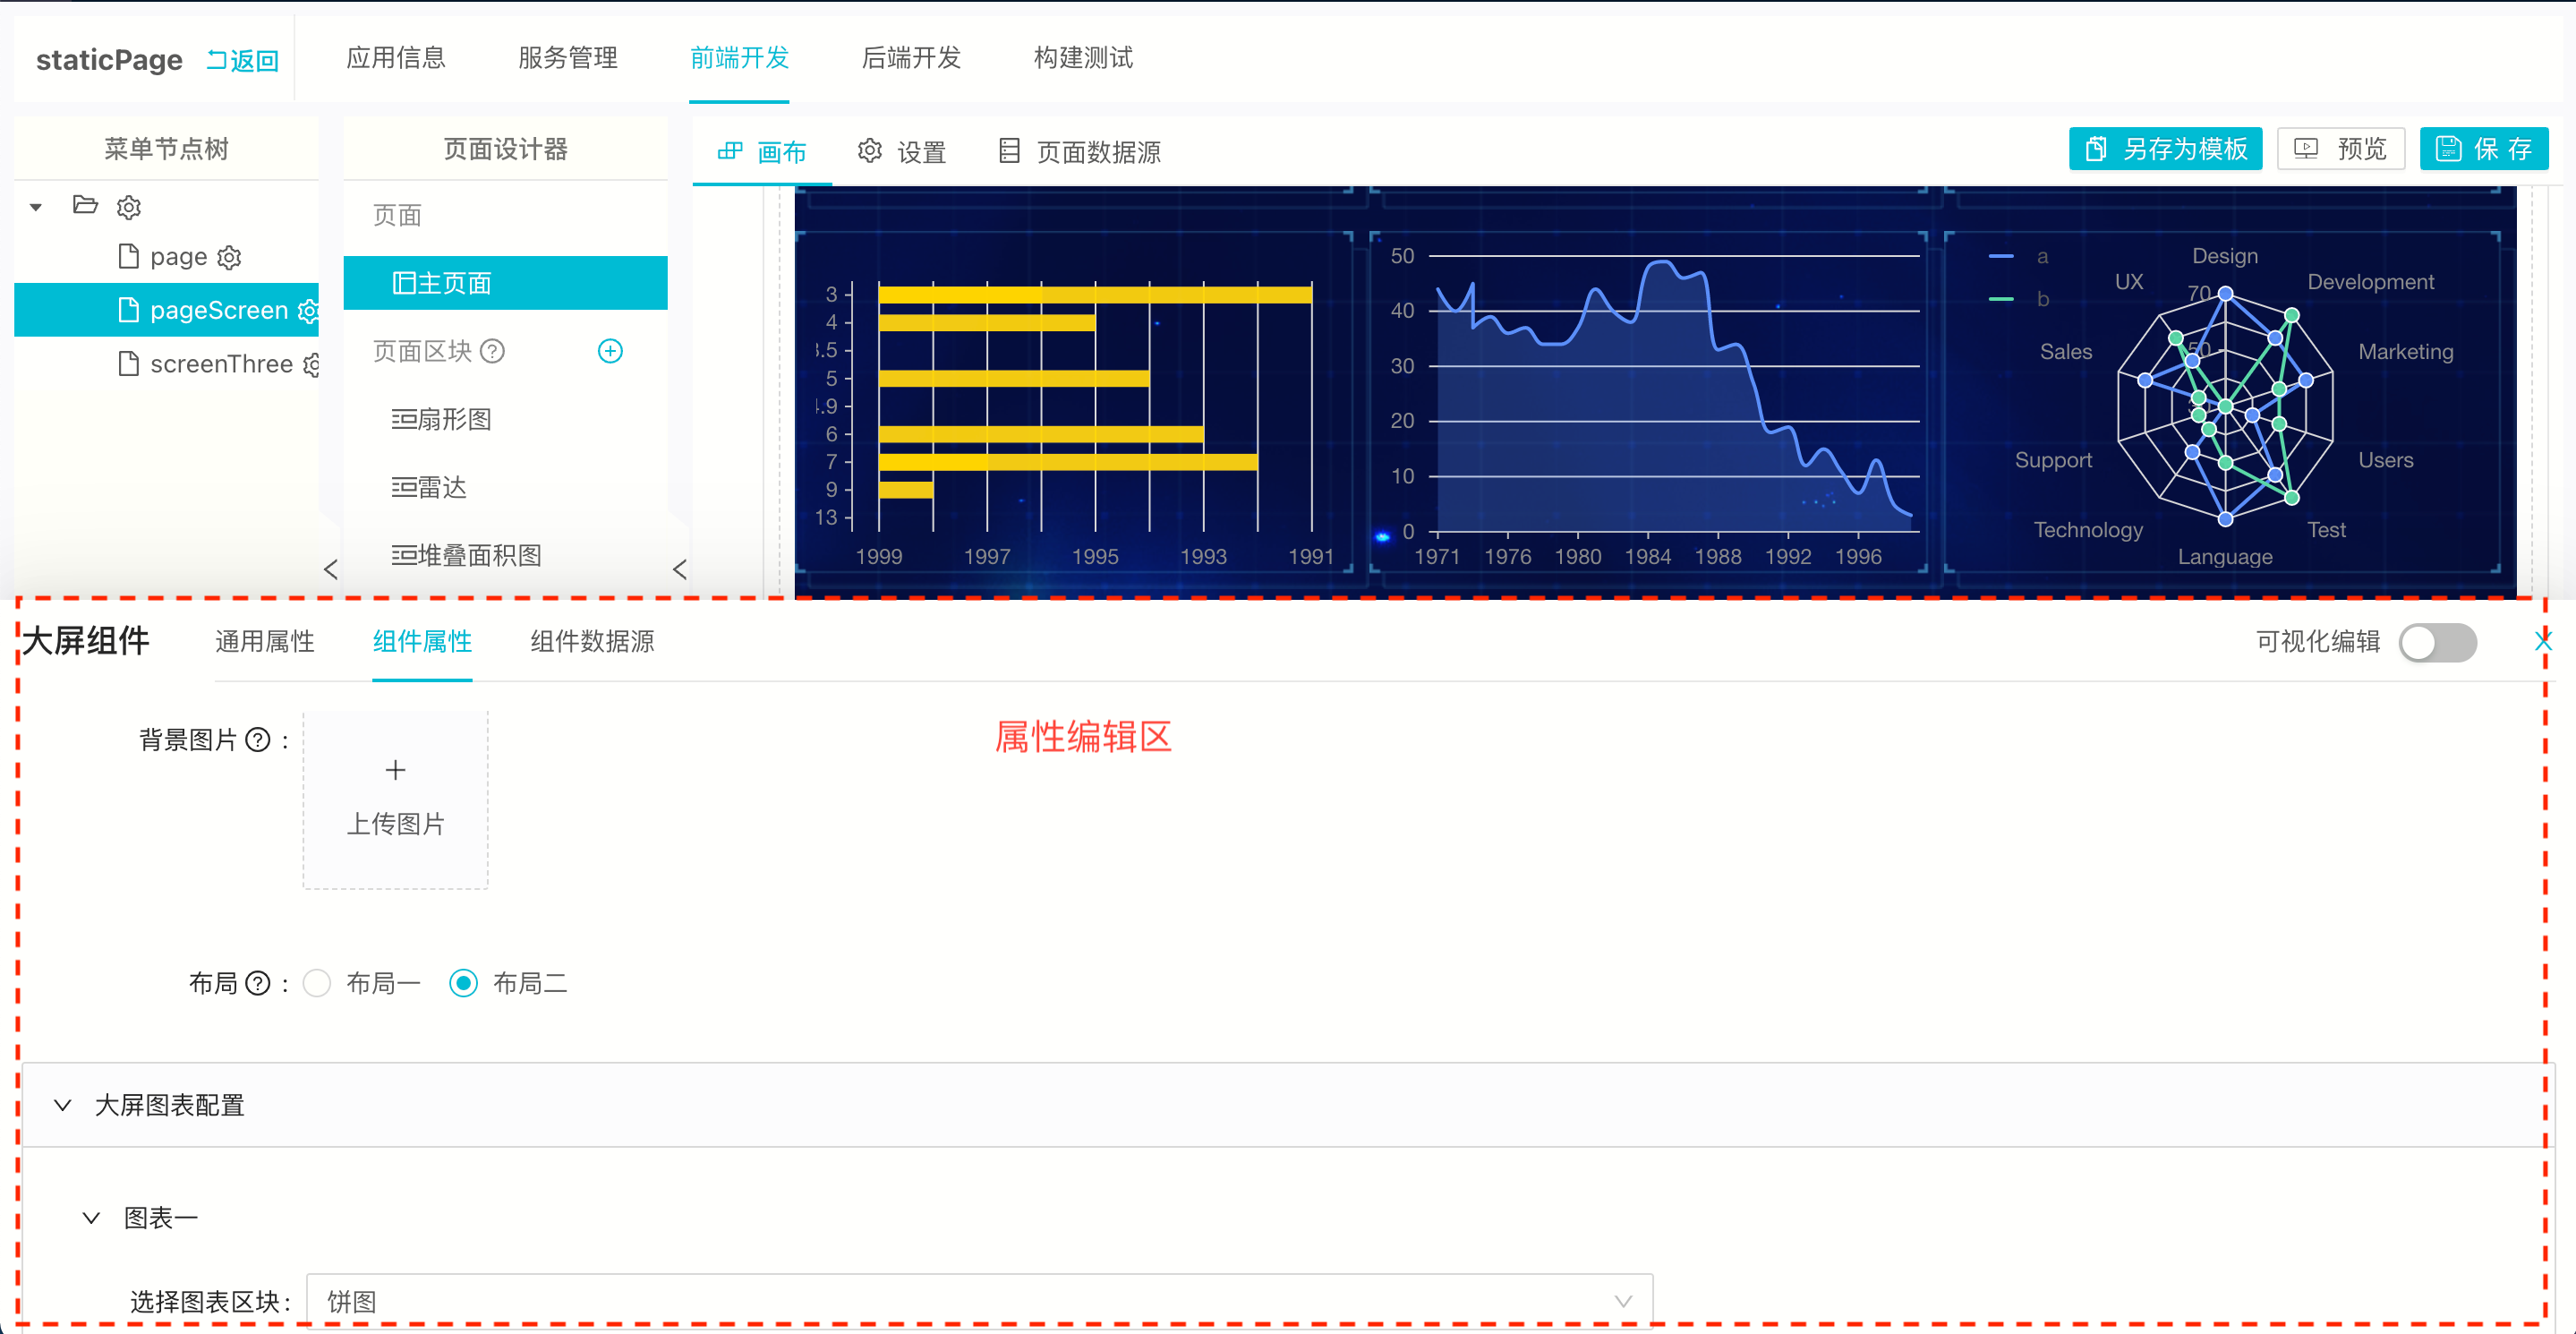 staticPage 返回 应用信息 服务管理 前端开发 后端开发 构建测试
菜单节点树
page
pageScreen
screenThree
页面设计器
页面
主页面
页面区块
扇形图
雷达
堆叠面积图
画布 设置 页面数据源 另存为模板 预览 保 存
3
4
5
6
7
9
13
1999 1997 1995 1993 1991
50
40
30
20
10
0
1971 1976 1980 1984 1988 1992 1996
a
b
Design
UX
70
Development
Sales
50
Marketing
Support
Users
Technology
Test
Language
大屏组件 通用属性 组件属性 组件数据源 可视化编辑 X
属性编辑区
背景图片 :
+
上传图片
布局 : 布局一 布局二
大屏图表配置
图表一
选择图表区块: 饼图